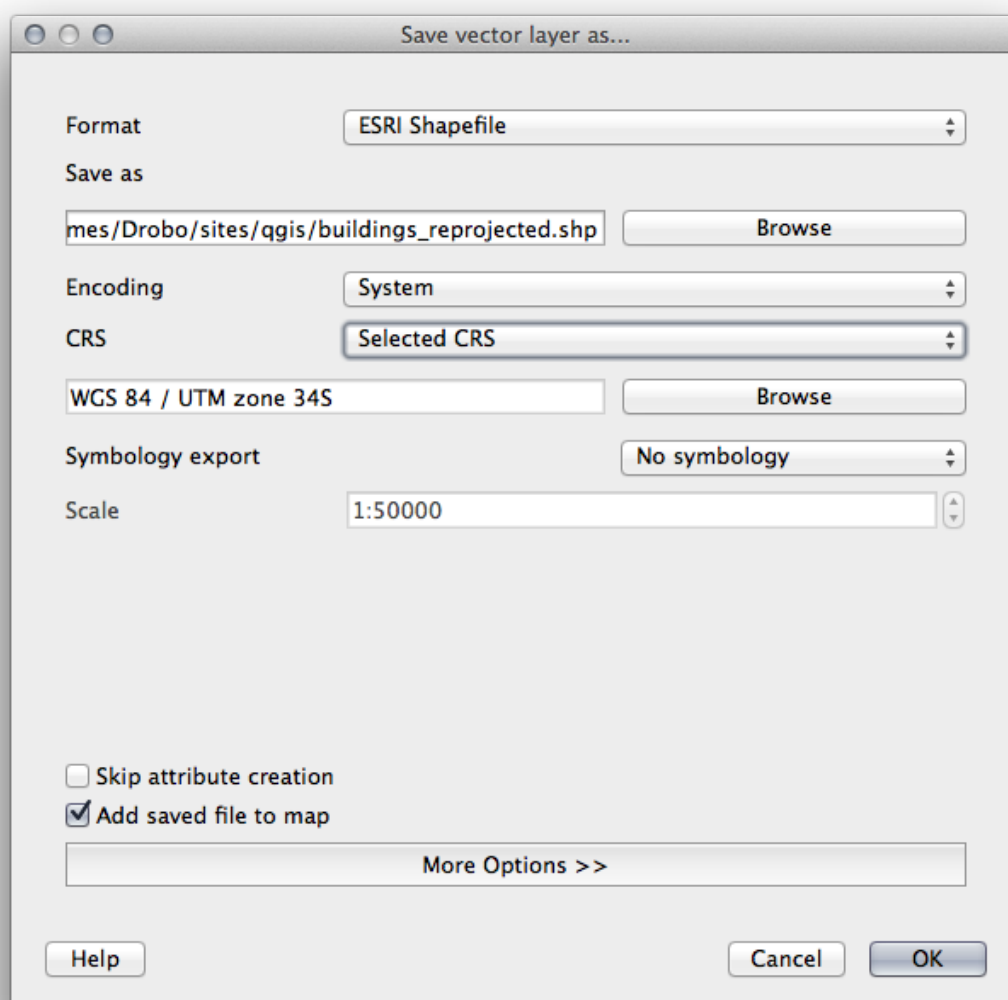 Save vector layer as...
Format ESRI Shapefile
Save as
mes/Drobo/sites/qgis/buildings_reprojected.shp Browse
Encoding System
CRS Selected CRS
WGS 84 / UTM zone 34S Browse
Symbology export No symbology
Scale 1:50000
Skip attribute creation
Add saved file to map
More Options >>
Help Cancel OK